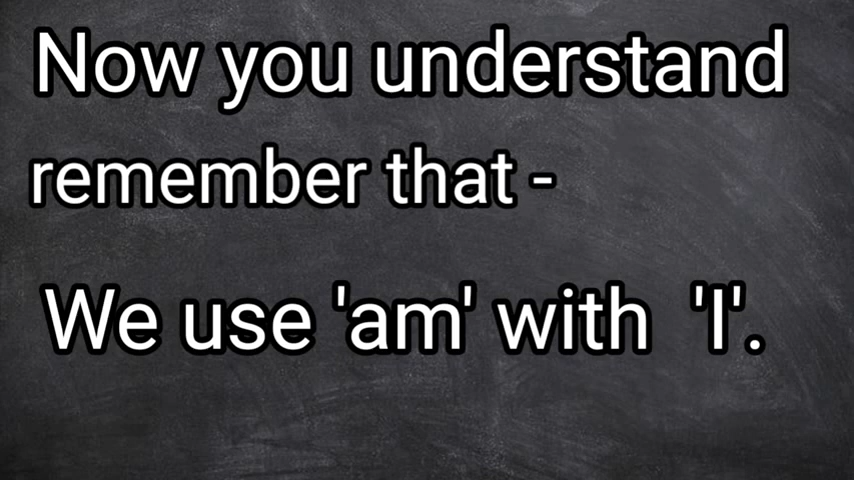 Now you understand
remember that -
We use 'am' with 'I'.